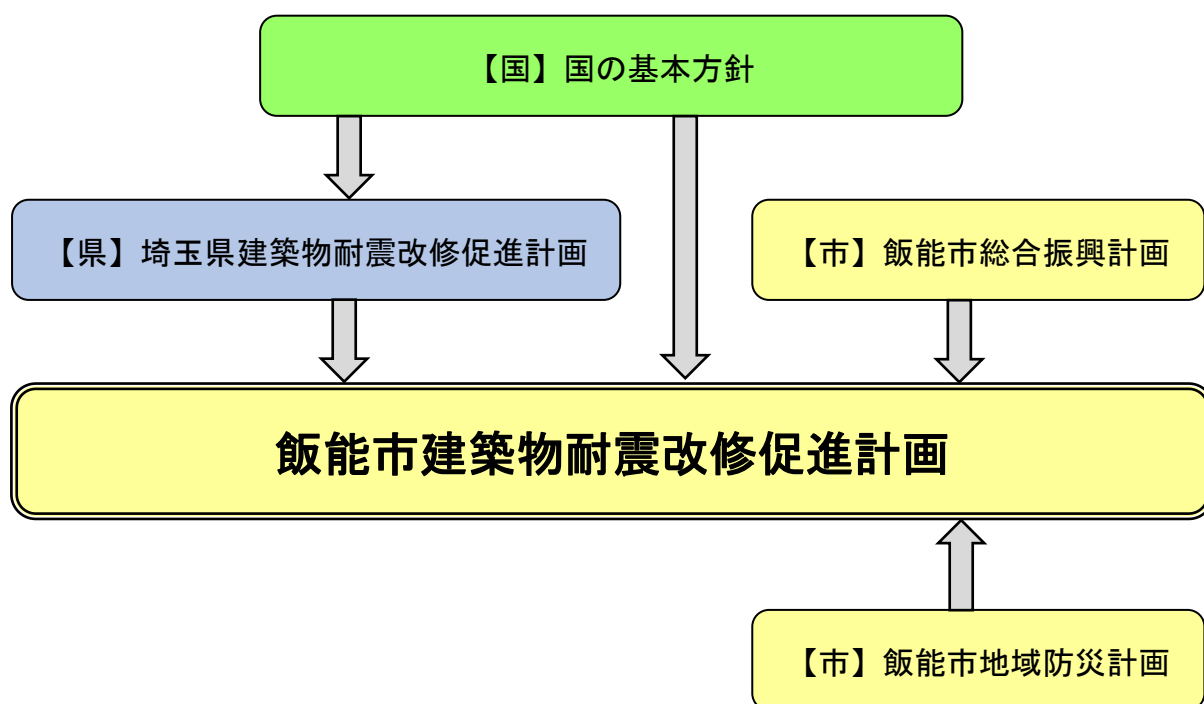 【国】国の基本方針
【県】埼玉県建築物耐震改修促進計画
【市】飯能市総合振興計画
飯能市建築物耐震改修促進計画
【市】飯能市地域防災計画